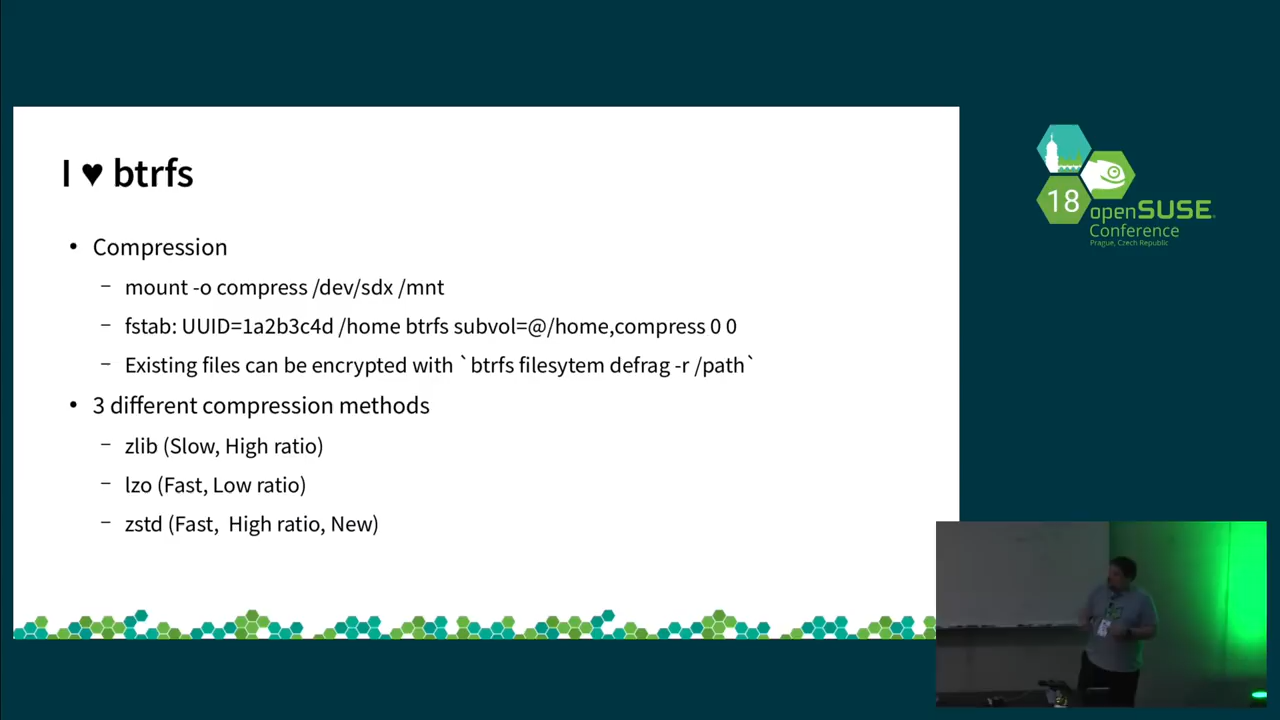 I ♥ btrfs
• Compression
– mount -o compress /dev/sdx /mnt
– fstab: UUID=1a2b3c4d /home btrfs subvol=@/home,compress 0 0
– Existing files can be encrypted with `btrfs filesytem defrag -r /path`
• 3 different compression methods
– zlib (Slow, High ratio)
– lzo (Fast, Low ratio)
– zstd (Fast,  High ratio, New)
18
openSUSE
Conference
Prague, Czech Republic